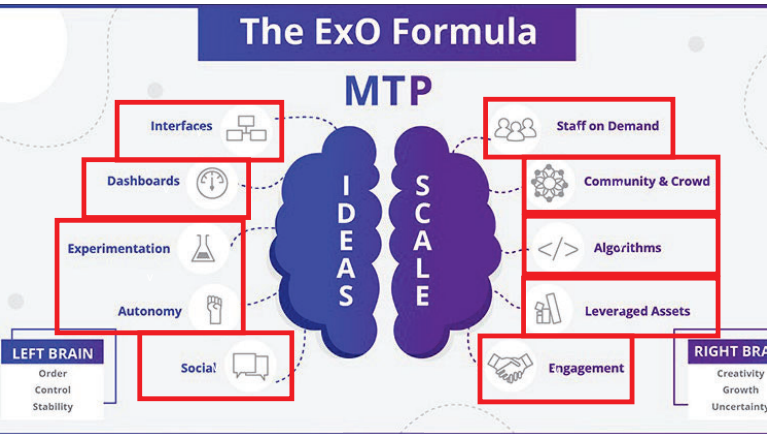 The ExO Formula
MTP
Interfaces
Dashboards
Experimentation
Autonomy
Social
IDEAS
SCALE
Staff on Demand
Community & Crowd
Algorithms
</>
Leveraged Assets
Engagement
LEFT BRAIN
Order
Control
Stability
RIGHT BRA
Creativity
Growth
Uncertainty